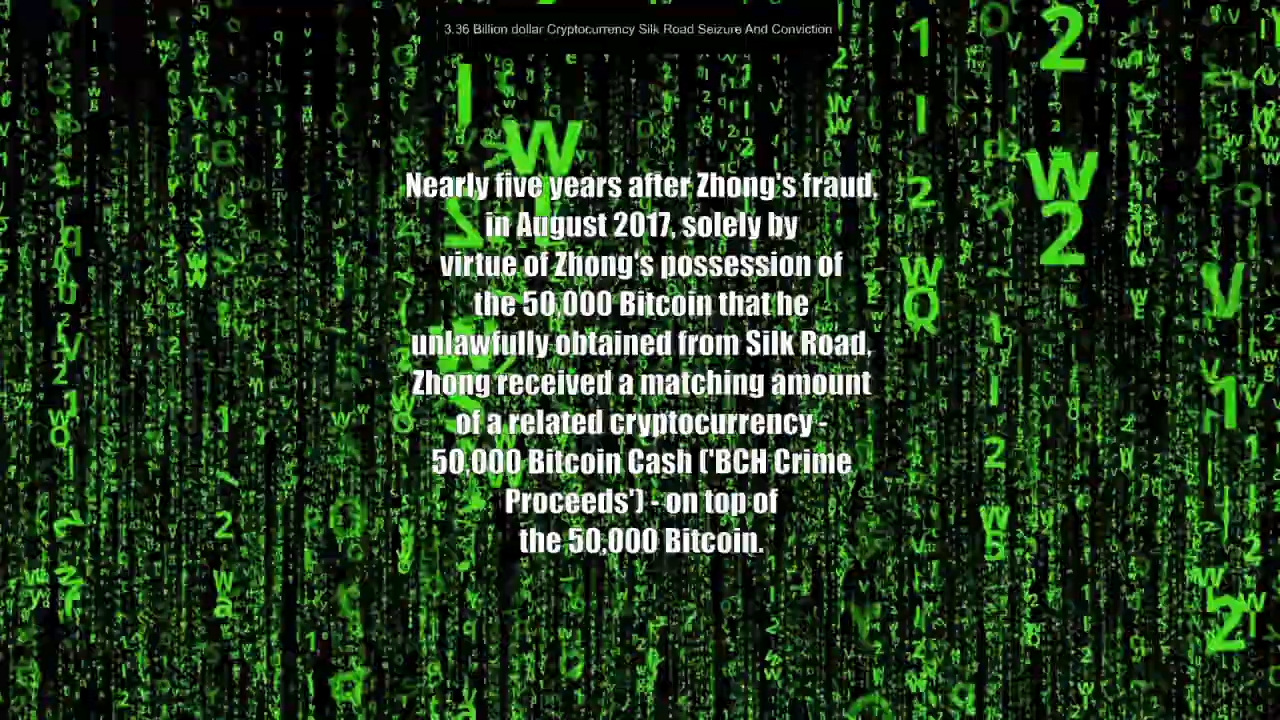 3.36 Billion dollar Cryptocurrency Silk Road Seizure And Conviction
Nearly five years after Zhong's fraud,
in August 2017, solely by
virtue of Zhong's possession of
the 50,000 Bitcoin that he
unlawfully obtained from Silk Road,
Zhong received a matching amount
of a related cryptocurrency -
50,000 Bitcoin Cash ('BCH Crime
Proceeds') - on top of
the 50,000 Bitcoin.